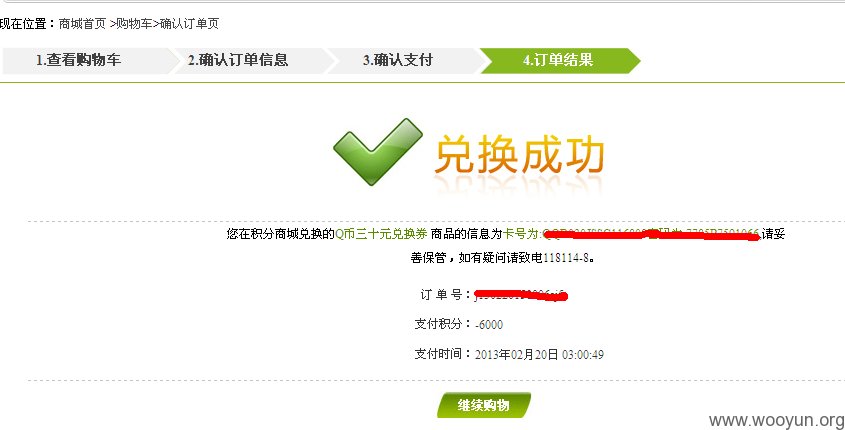 现在位置：商城首页 >购物车>确认订单页
1.查看购物车 2.确认订单信息 3.确认支付 4.订单结果
兑换成功
您在积分商城兑换的Q币三十元兑换券 商品的信息为卡号为: 请妥
善保管，如有疑问请致电118114-8。
订 单 号：
支付积分：-6000
支付时间：2013年02月20日 03:00:49
继续购物
www.wooyun.org